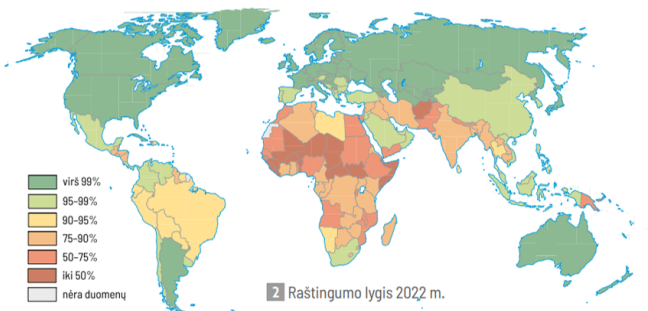 virš 99%
95-99%
90-95%
75-90%
50-75%
iki 50%
nėra duomenų
2 Raštingumo lygis 2022 m.